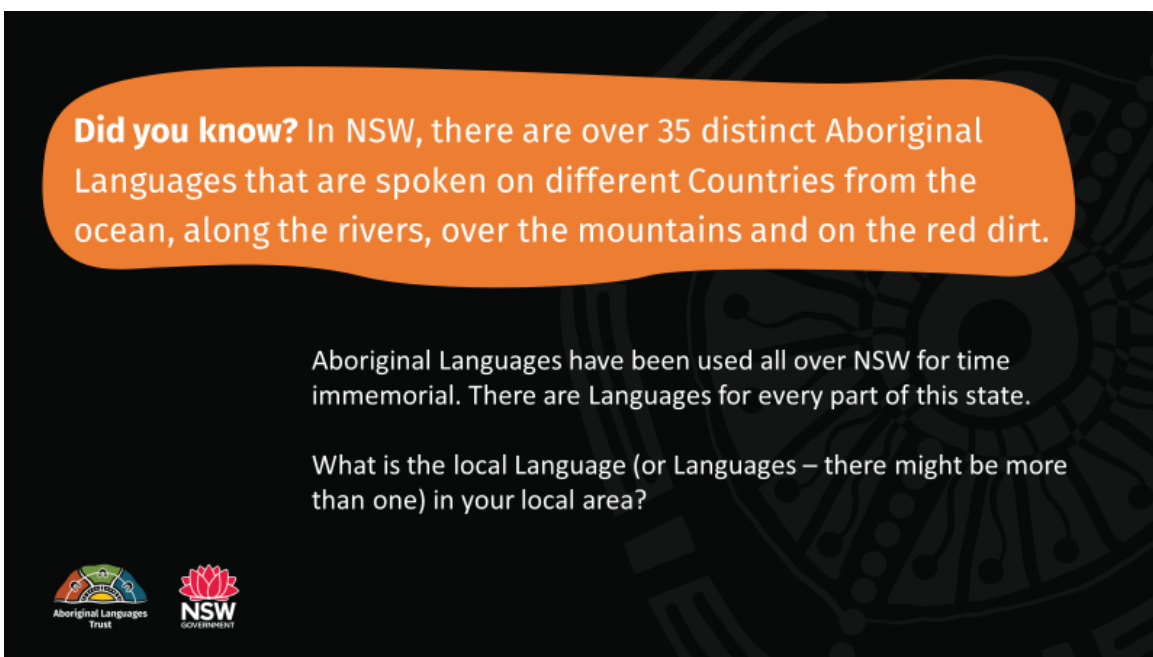 Did you know? In NSW, there are over 35 distinct Aboriginal
Languages that are spoken on different Countries from the
ocean, along the rivers, over the mountains and on the red dirt.
Aboriginal Languages have been used all over NSW for time
immemorial. There are Languages for every part of this state.
What is the local Language (or Languages – there might be more
than one) in your local area?
Aboriginal Languages
Trust
NSW
GOVERNMENT